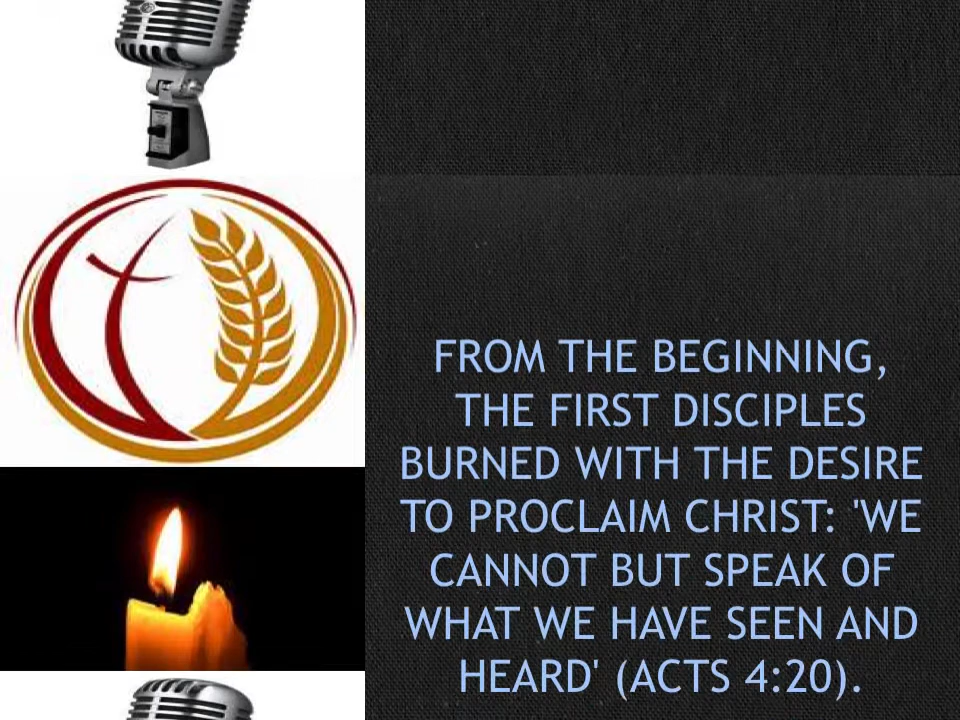 FROM THE BEGINNING,
THE FIRST DISCIPLES
BURNED WITH THE DESIRE
TO PROCLAIM CHRIST: 'WE
CANNOT BUT SPEAK OF
WHAT WE HAVE SEEN AND
HEARD' (ACTS 4:20).